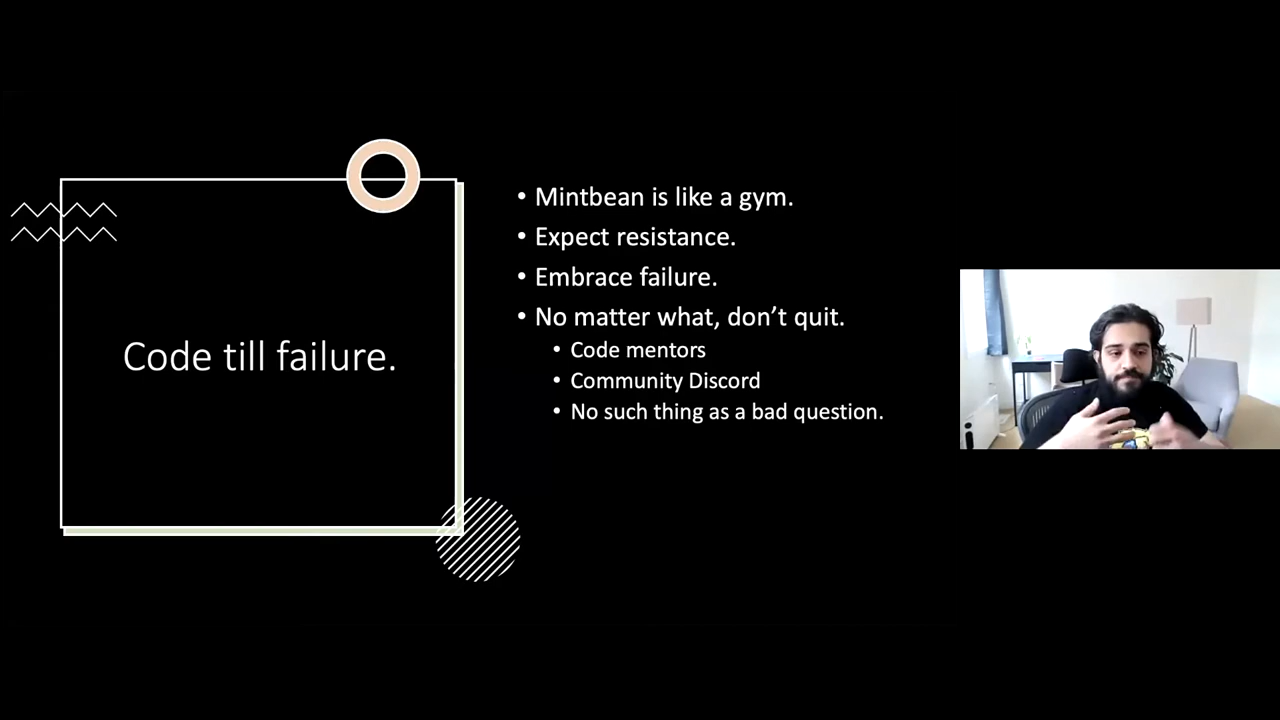 Code till failure.
• Mintbean is like a gym.
• Expect resistance.
• Embrace failure.
• No matter what, don’t quit.
• Code mentors
• Community Discord
• No such thing as a bad question.